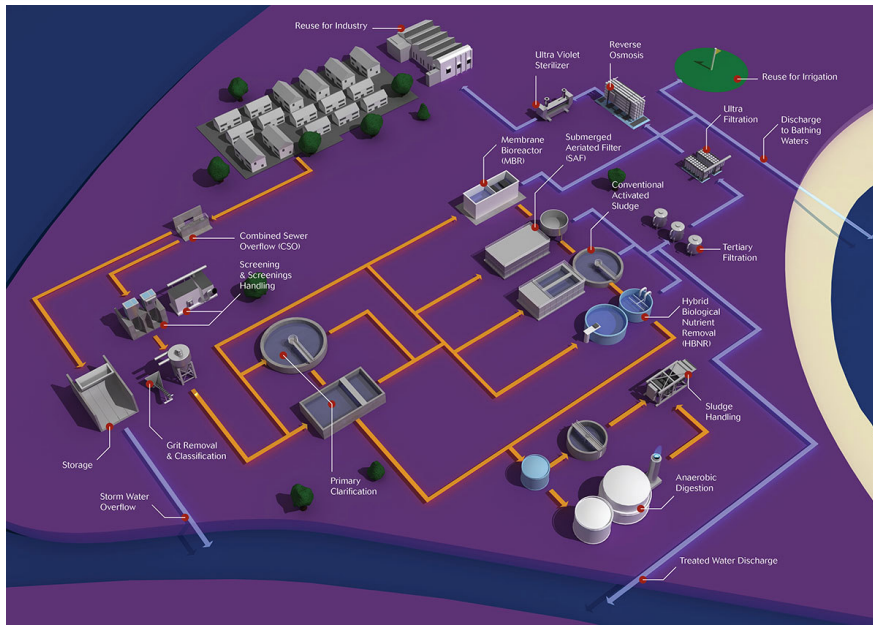 Reuse for Industry
Ultra Violet
Sterilizer
Reverse
Osmosis
Reuse for Irrigation
Ultra
Filtration
Discharge
to Bathing
Waters
Membrane
Bioreactor
(MBR)
Submerged
Aeriated Filter
(SAF)
Conventional
Activated
Sludge
Tertiary
Filtration
Combined Sewer
Overflow (CSO)
Screening
& Screenings
Handling
Hybrid
Biological
Nutrient
Removal
(HBNR)
Sludge
Handling
Storage
Grit Removal
& Classification
Primary
Clarification
Anaerobic
Digestion
Storm Water
Overflow
Treated Water Discharge